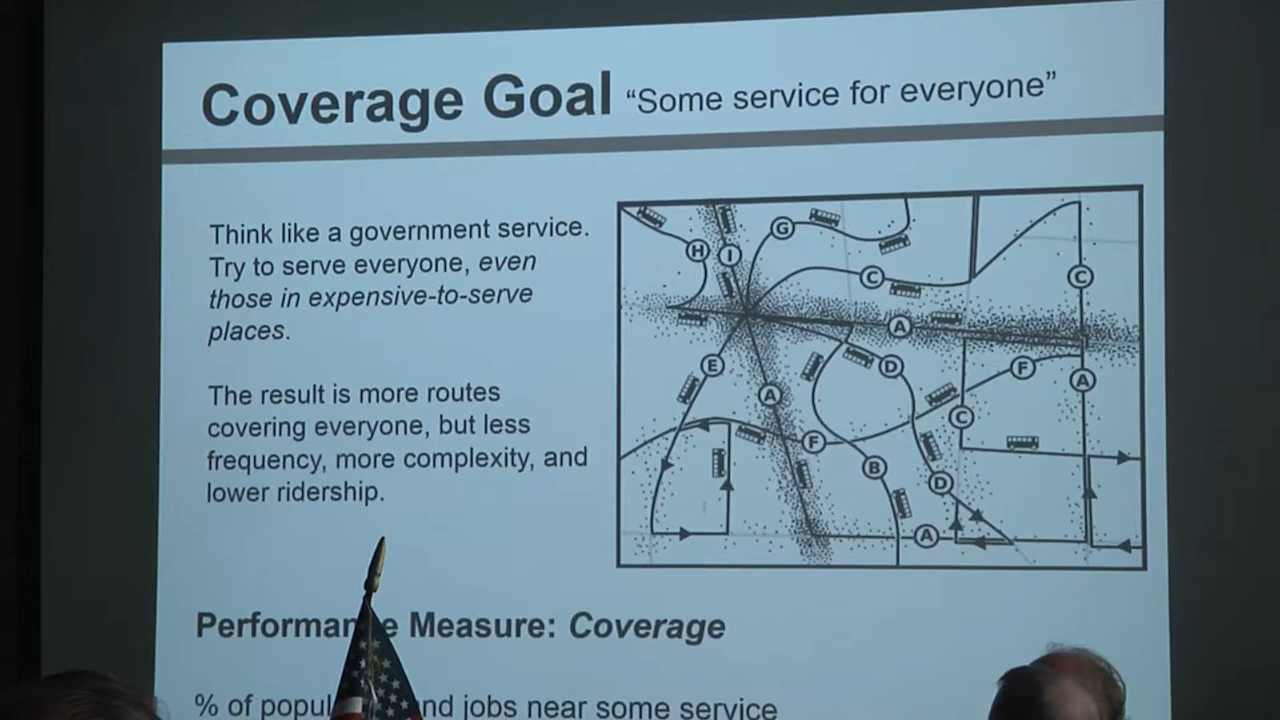 Coverage Goal "Some service for everyone"
Think like a government service.
Try to serve everyone, even
those in expensive-to-serve
places.
The result is more routes
covering everyone, but less
frequency, more complexity, and
lower ridership.
H
I
G
C
C
A
E
D
F
A
A
C
F
B
D
A
Measure: Coverage
% of jobs near some service